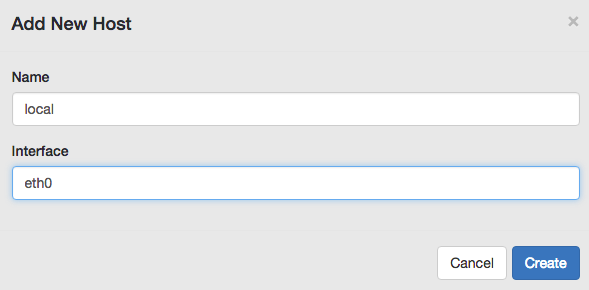 Add New Host ×
Name
local
Interface
eth0
Cancel Create